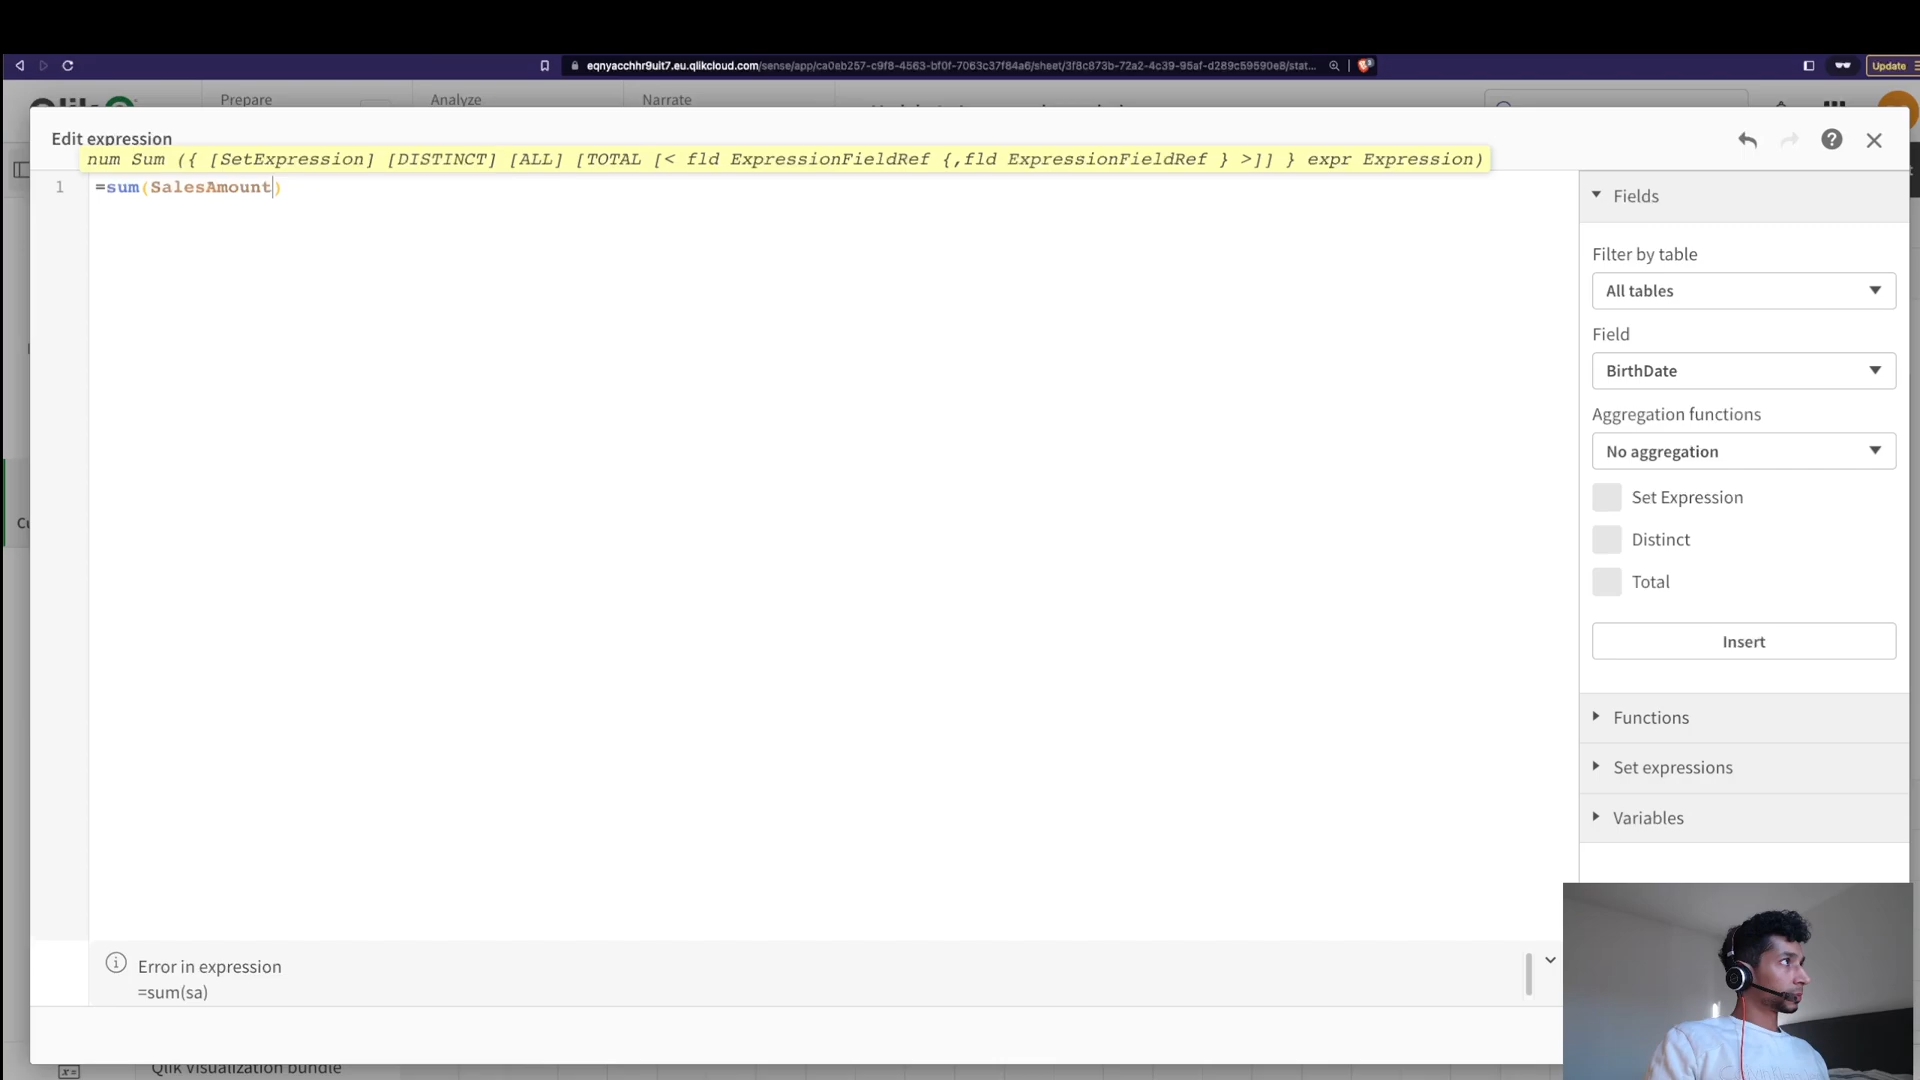 eqnyacchhr9ult7.eu.qlikcloud.com/sense/app/ca0eb257-c9f8-4563-bf0f-7063c37f84a6/sheet/3f8c873b-72a2-4c39-95af-d289c59590e8/stat...
Update
Prepare
Analyze
Narrate
Edit expression
num Sum ({ [SetExpression] [DISTINCT] [ALL] [TOTAL [< fld ExpressionFieldRef {,fld ExpressionFieldRef } >]] } expr Expression)
1
=sum(SalesAmount)
Fields
Filter by table
All tables
Field
BirthDate
Aggregation functions
No aggregation
Set Expression
Distinct
Total
Insert
Functions
Set expressions
Variables
Error in expression
=sum(sa)
Qlik Visualization bundle